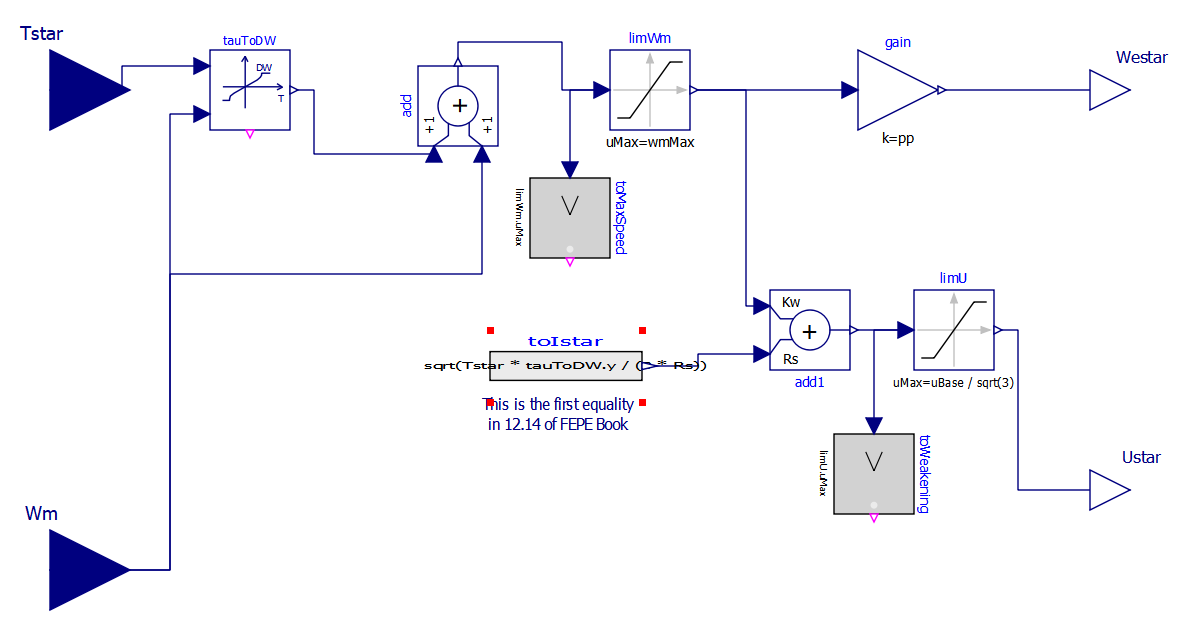 Tstar
tauToDW
DW
T
add
+1
+1
limWm
uMax=wmMax
gain
k=pp
Westar
limWm.uMax
toMaxSpeed
toIstar
sqrt(Tstar * tauToDW.y / ( * Rs))
This is the first equality
in 12.14 of FEPE Book
Kw
Rs
add1
limU
uMax=uBase / sqrt(3)
limU.uMax
toWeakening
Ustar
Wm